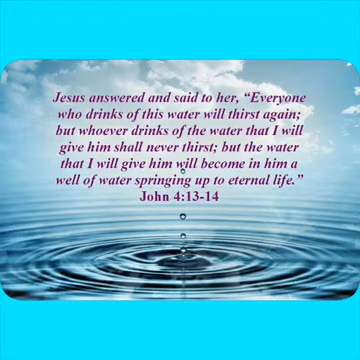 Jesus answered and said to her, “Everyone
who drinks of this water will thirst again;
but whoever drinks of the water that I will
give him shall never thirst; but the water
that I will give him will become in him a
well of water springing up to eternal life.”
John 4:13-14